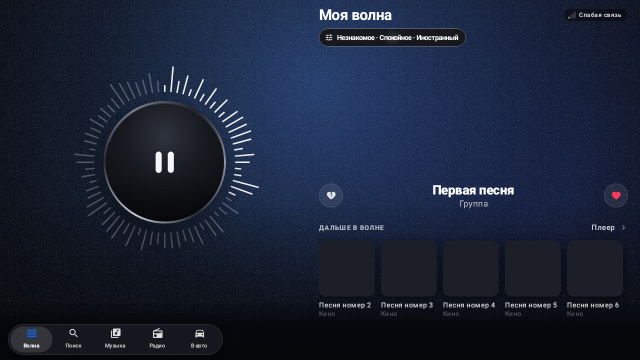 Моя волна
Слабая связь
Незнакомое · Спокойное · Иностранный
Первая песня
Группа
ДАЛЬШЕ В ВОЛНЕ
Плеер
Песня номер 2
Песня номер 3
Песня номер 4
Песня номер 5
Песня номер 6
Кино
Кино
Кино
Кино
Кино
Волна
Поиск
Музыка
Радио
В авто